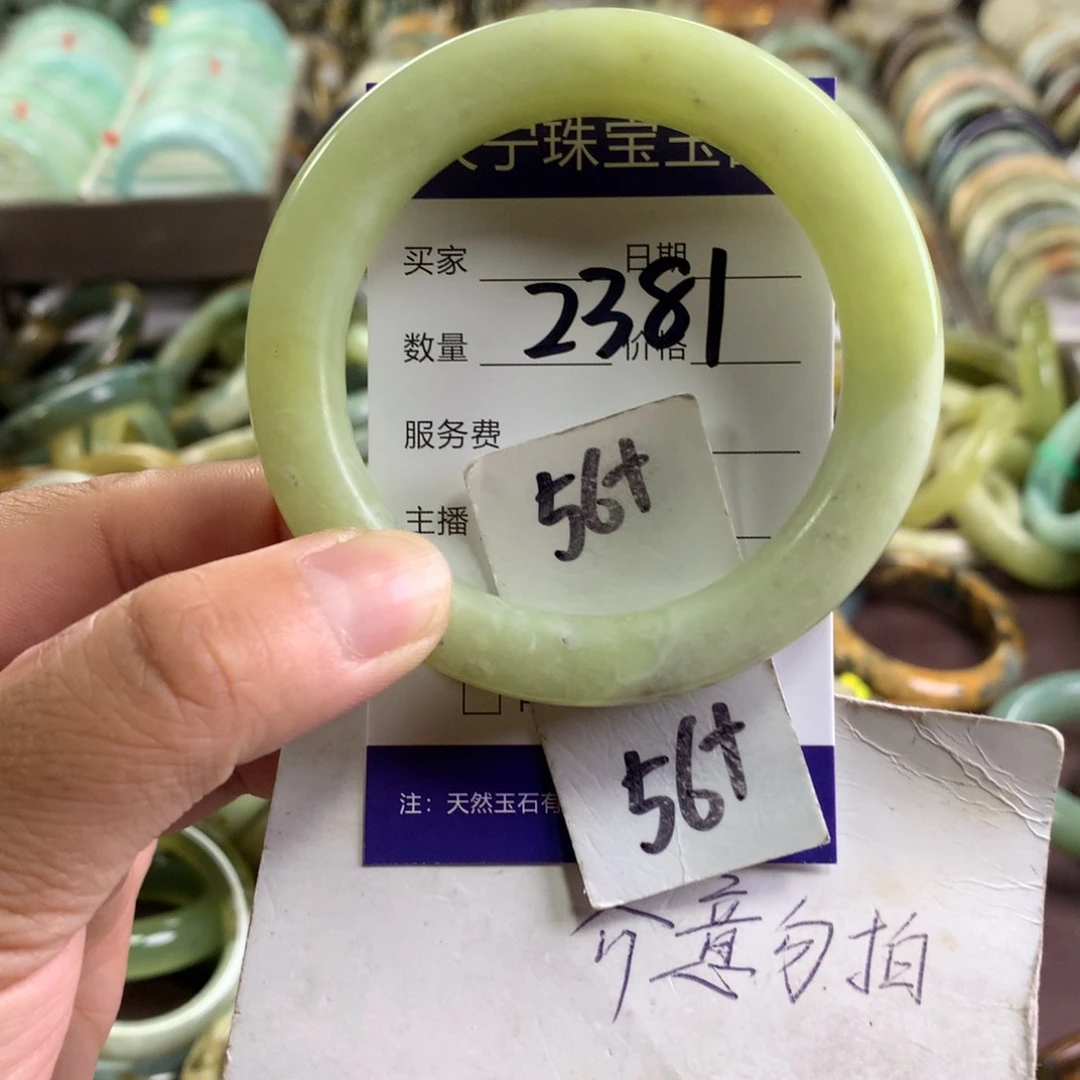 宁珠宝玉
买家 日期
2381
数量 价格
服务费
56+
主播
56+
注：天然玉石有
介意勿拍